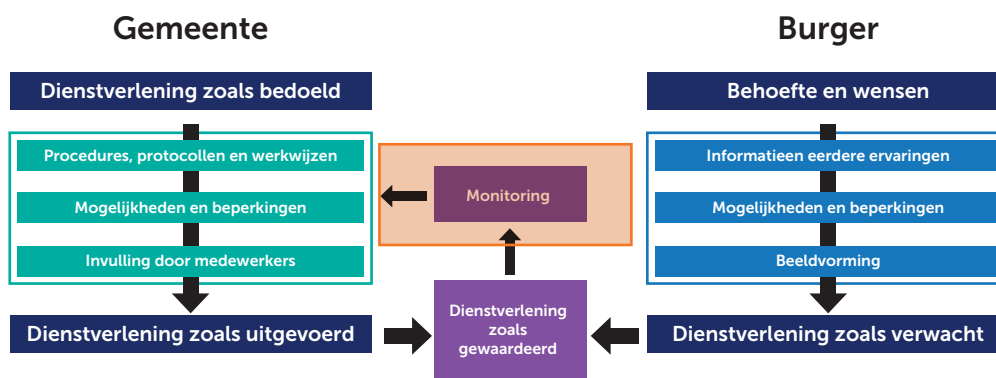 Gemeente
Dienstverlening zoals bedoeld
Procedures, protocollen en werkwijzen
Mogelijkheden en beperkingen
Invulling door medewerkers
Dienstverlening zoals uitgevoerd
Monitoring
Dienstverlening
zoals
gewaardeerd
Burger
Behoefte en wensen
Informatieen eerdere ervaringen
Mogelijkheden en beperkingen
Beeldvorming
Dienstverlening zoals verwacht